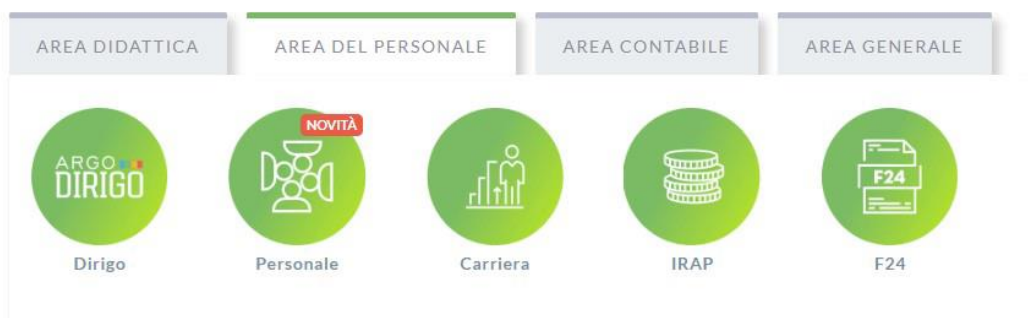 AREA DIDATTICA
AREA DEL PERSONALE
AREA CONTABILE
AREA GENERALE
ARGO
DIRIGO
NOVITÀ
F24
Dirigo
Personale
Carriera
IRAP
F24